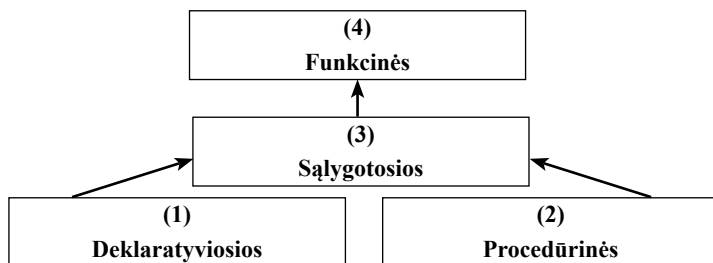 (4)
Funkcinės
(3)
Sąlygotosios
(1)
Deklaratyviosios
(2)
Procedūrinės